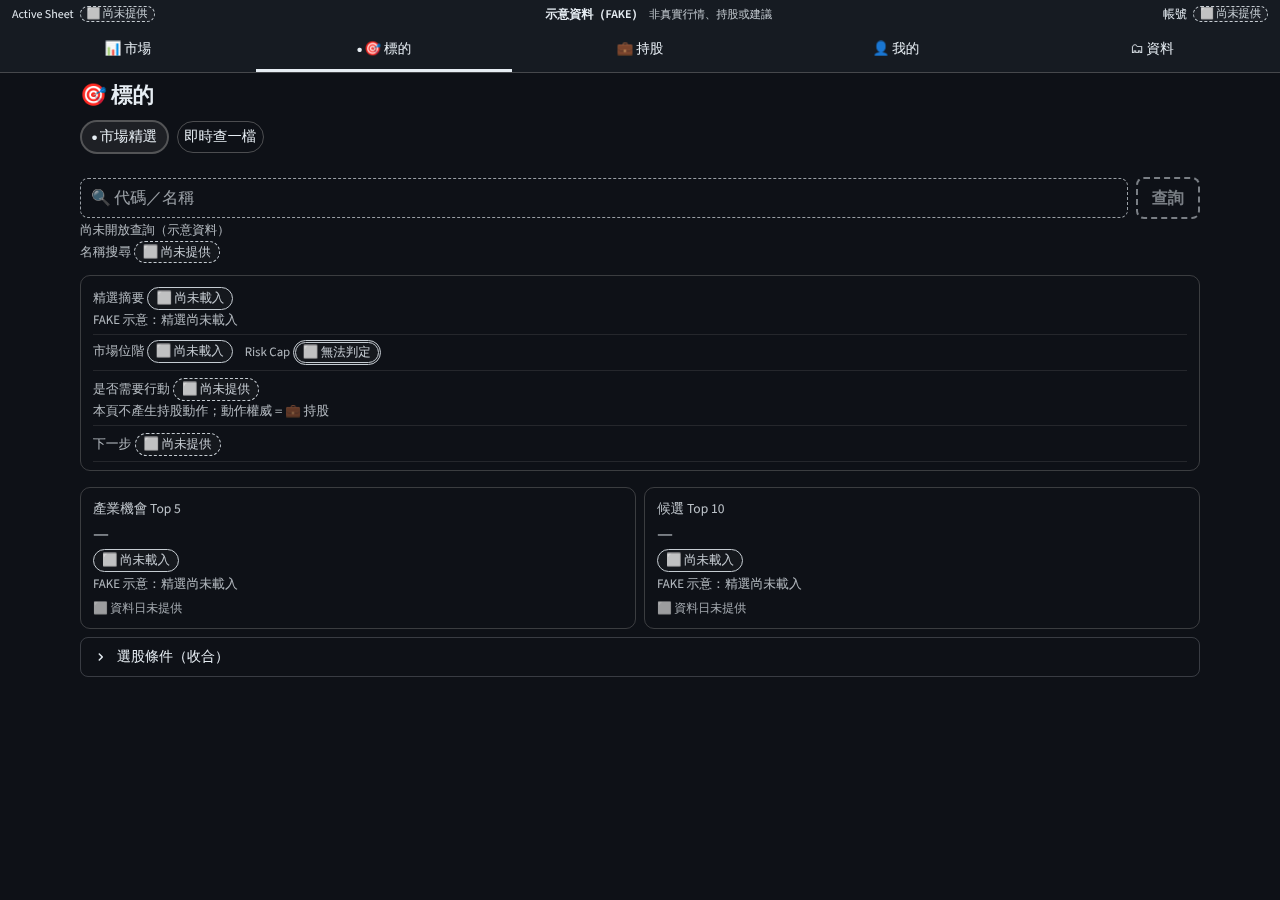 Active Sheet ⬜ 尚未提供 示意資料（FAKE） 非真實行情、持股或建議 帳號 ⬜ 尚未提供
📊 市場 ● 🎯 標的 💼 持股 👤 我的 🗂 資料
🎯 標的
● 市場精選 即時查一檔
🔍 代碼／名稱 查詢
尚未開放查詢（示意資料）
名稱搜尋 ⬜ 尚未提供
精選摘要 ⬜ 尚未載入
FAKE 示意：精選尚未載入
市場位階 ⬜ 尚未載入 Risk Cap ⬜ 無法判定
是否需要行動 ⬜ 尚未提供
本頁不產生持股動作；動作權威＝💼 持股
下一步 ⬜ 尚未提供
產業機會 Top 5
—
⬜ 尚未載入
FAKE 示意：精選尚未載入
⬜ 資料日未提供
候選 Top 10
—
⬜ 尚未載入
FAKE 示意：精選尚未載入
⬜ 資料日未提供
選股條件（收合）